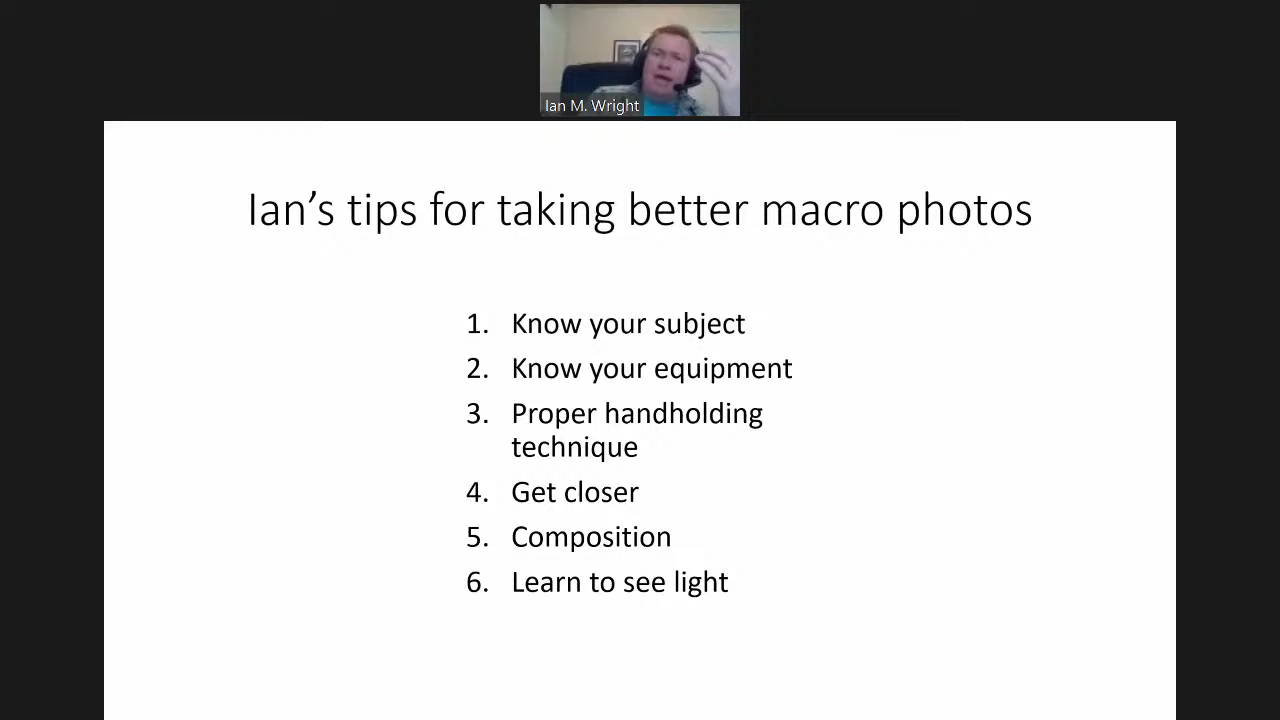 Ian M. Wright
Ian's tips for taking better macro photos
1. Know your subject
2. Know your equipment
3. Proper handholding
technique
4. Get closer
5. Composition
6. Learn to see light